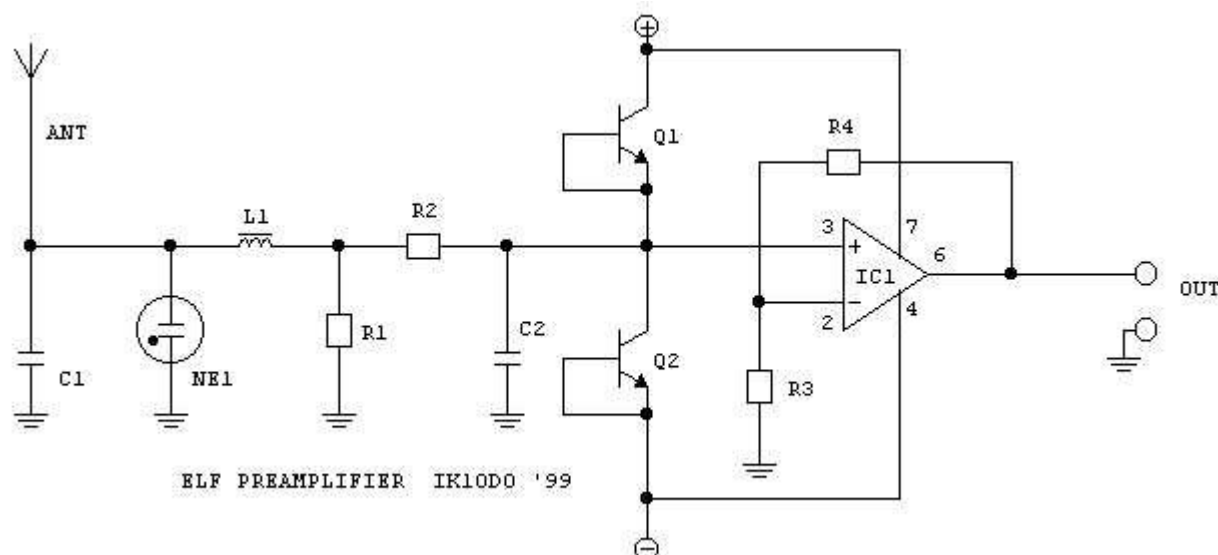 ANT
Q1
R4
L1
R2
3
7
+
IC1
6
OUT
−
2
4
C1
NE1
R1
C2
Q2
R3
ELF PREAMPLIFIER IK1ODO '99